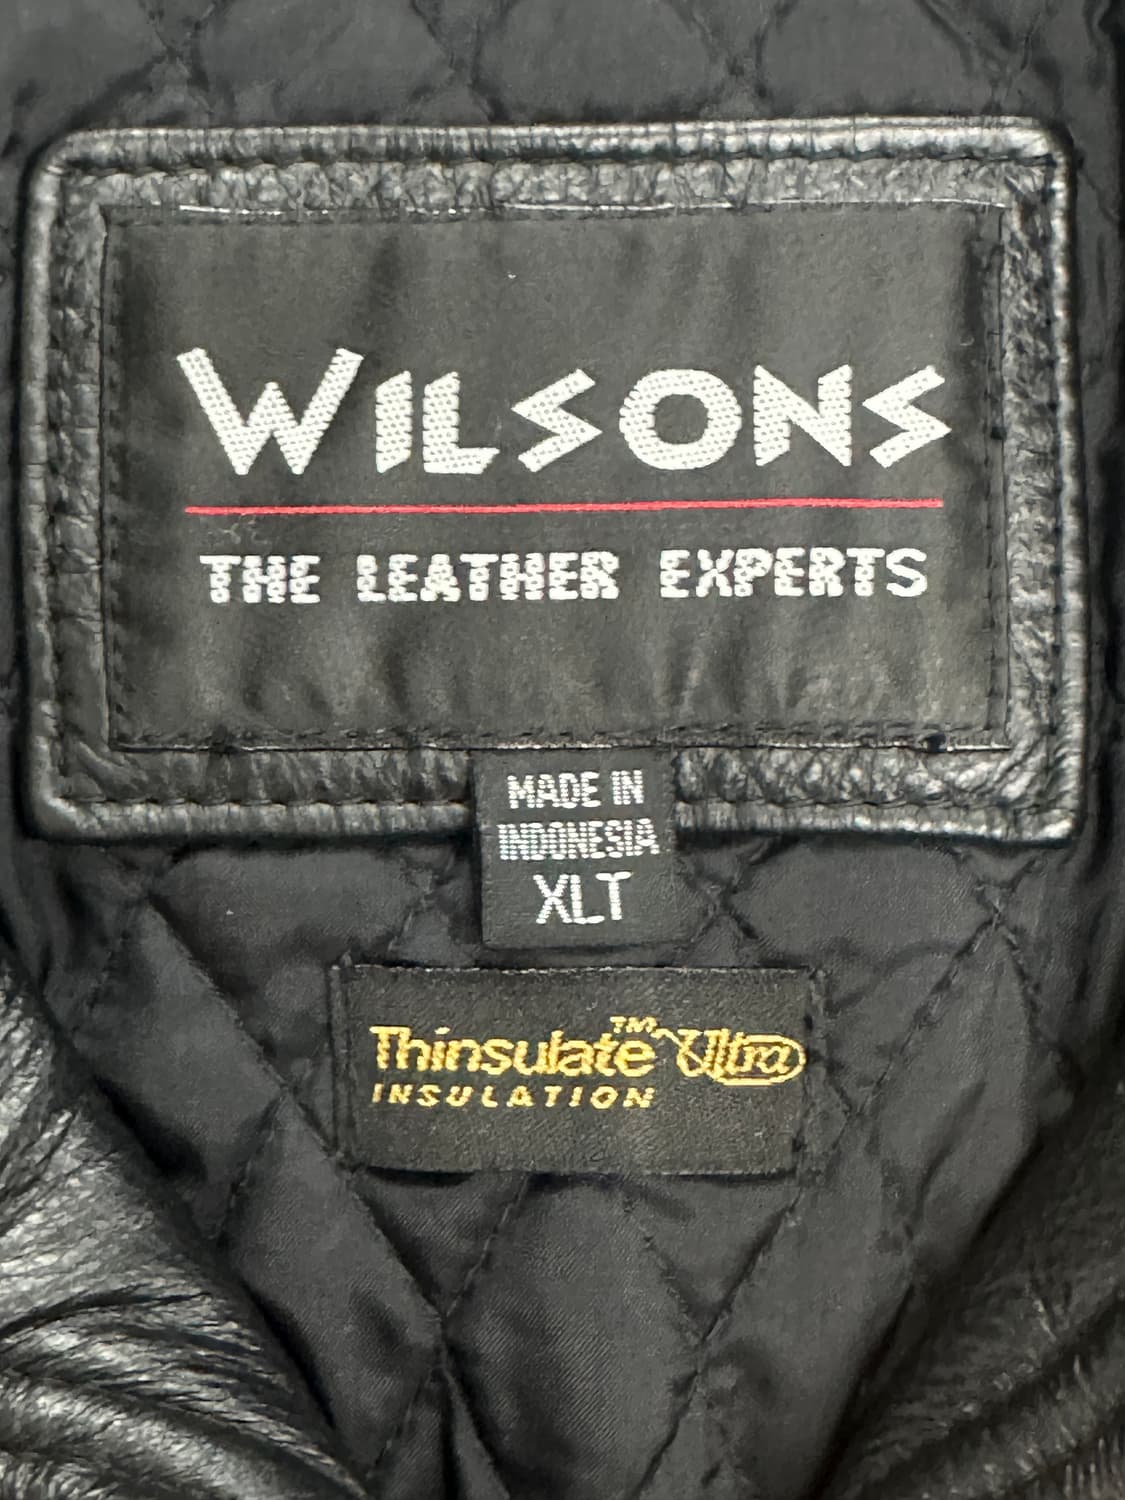 WILSONS
THE LEATHER EXPERTS
MADE IN
INDONESIA
XLT
Thinsulate™ Ultra
INSULATION